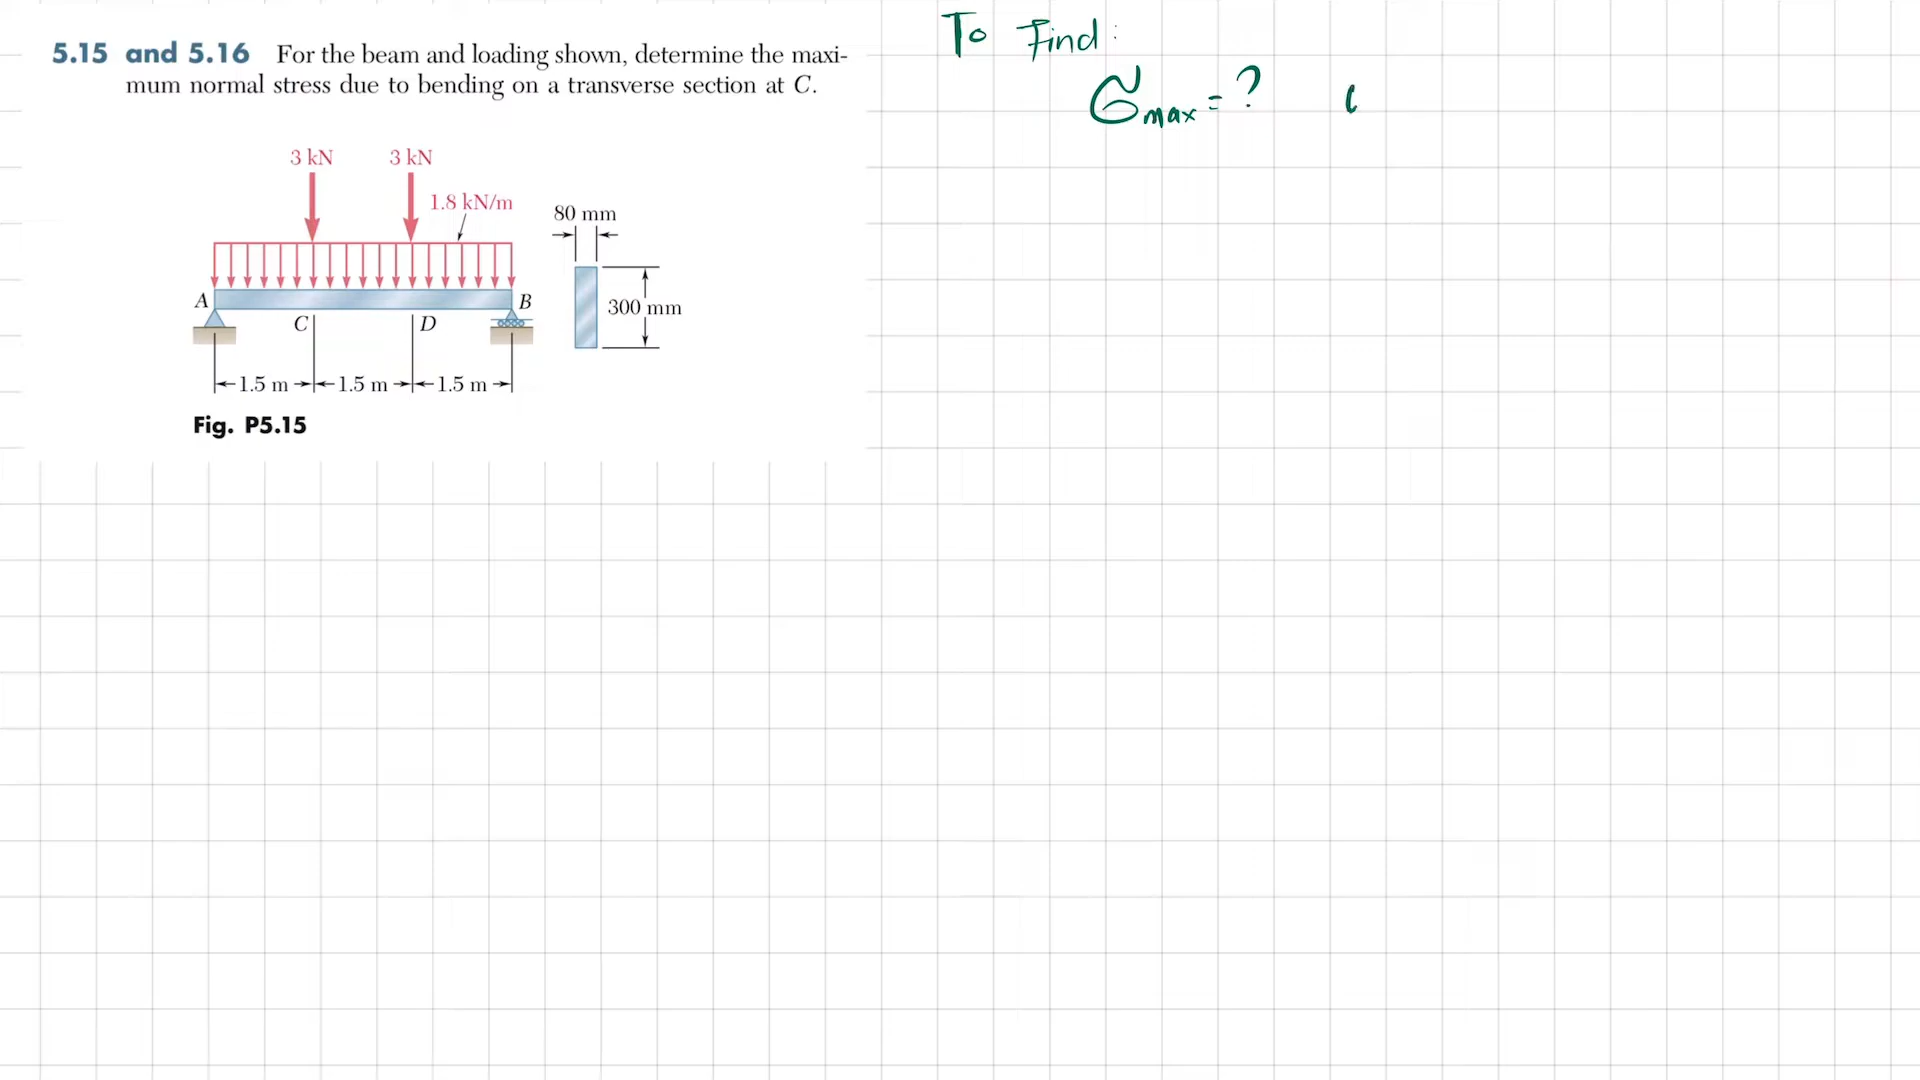 5.15 and 5.16 For the beam and loading shown, determine the maxi-
mum normal stress due to bending on a transverse section at C.
3 kN 3 kN
1.8 kN/m
80 mm
A B
300 mm
C D
1.5 m 1.5 m 1.5 m
Fig. P5.15
To Find:
σmax = ?